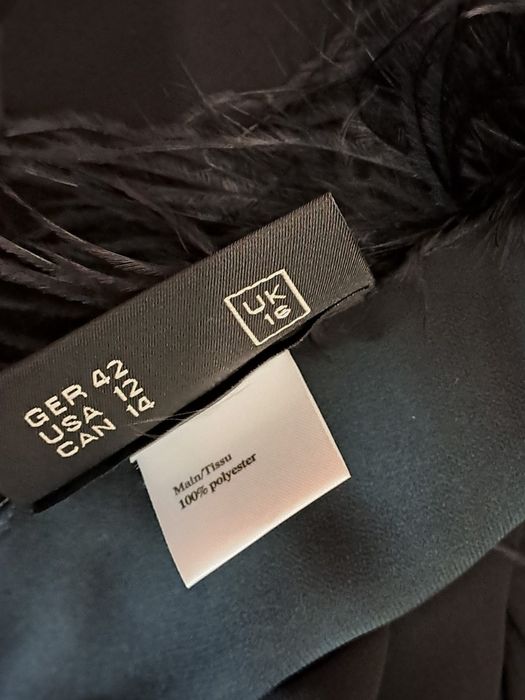 GER 42
USA 12
CAN 14
UK
16
Main/Tissu
100% polyester